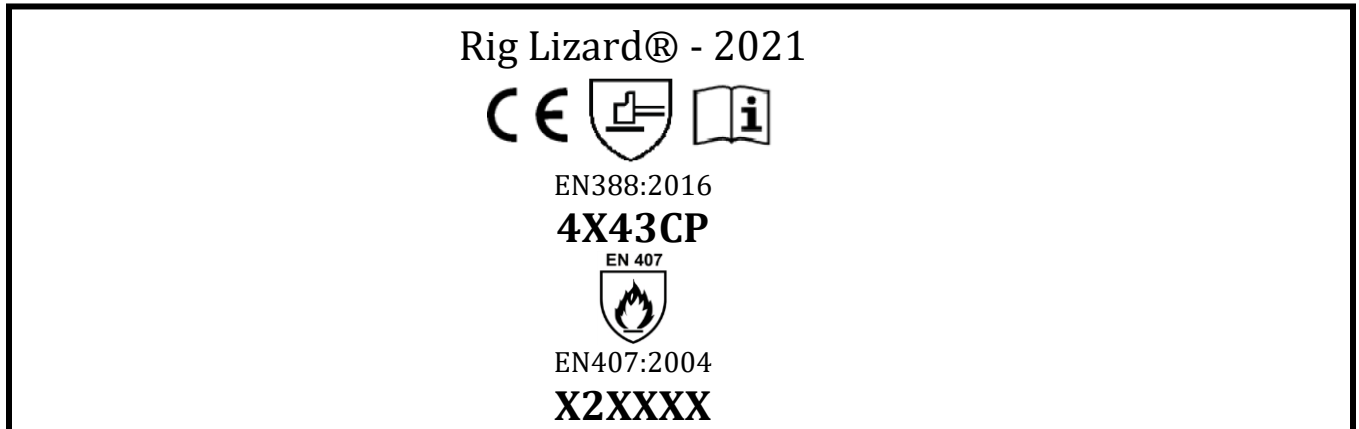 Rig Lizard® - 2021
CE i
EN388:2016
4X43CP
EN 407
EN407:2004
X2XXXX